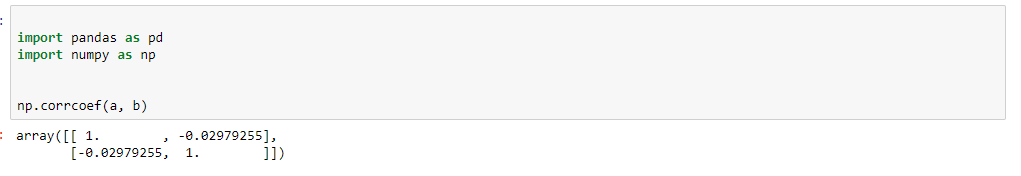 import pandas as pd
import numpy as np
np.corrcoef(a, b)
array([[ 1.        , -0.02979255],
       [-0.02979255,  1.        ]])